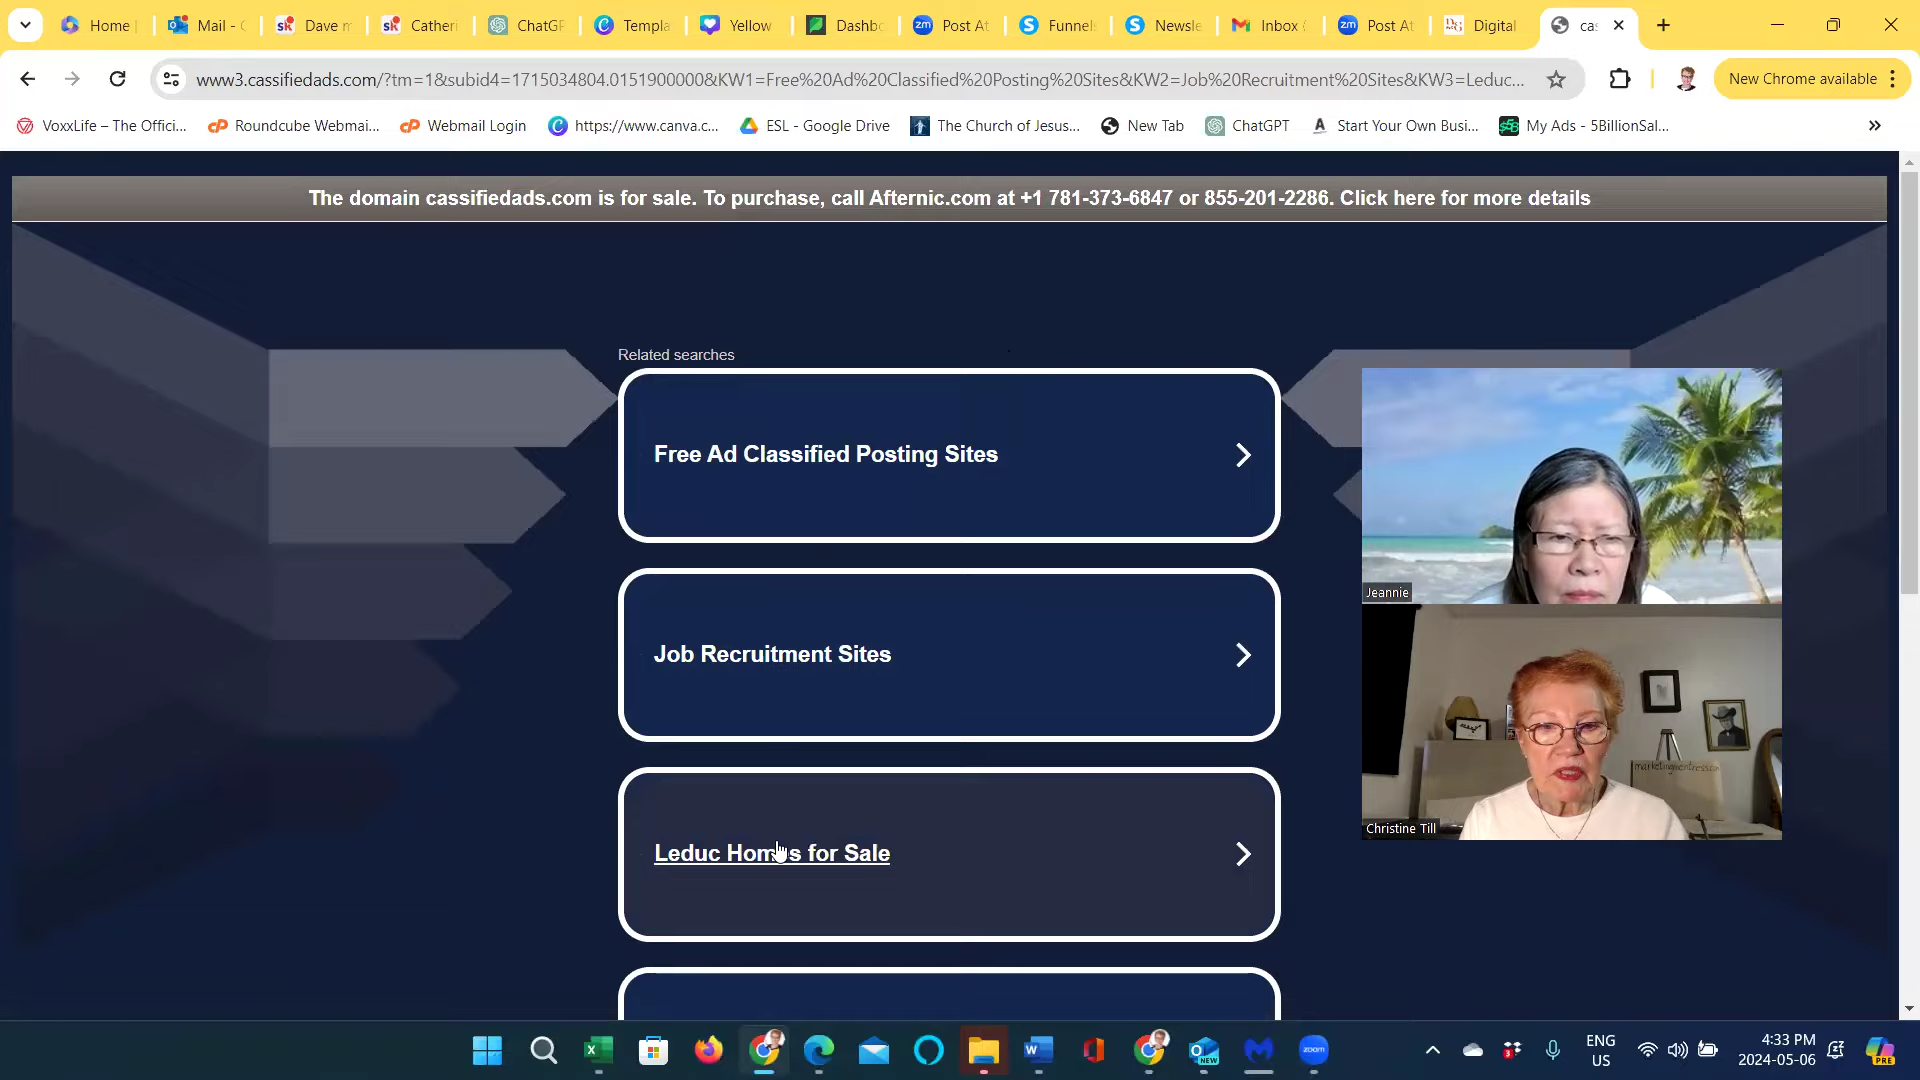 Home
Mail - C
Dave m
Catheri
ChatGP
Templa
Yellow
Dashbo
Post At
Funnels
Newsle
Inbox (
Post At
Digital
cas
www3.cassifiedads.com/?tm=1&subid4=1715034804.0151900000&KW1=Free%20Ad%20Classified%20Posting%20Sites&KW2=Job%20Recruitment%20Sites&KW3=Leduc...
New Chrome available
VoxxLife – The Offici...
Roundcube Webmai...
Webmail Login
https://www.canva.c...
ESL - Google Drive
The Church of Jesus...
New Tab
ChatGPT
Start Your Own Busi...
My Ads - 5BillionSal...
The domain cassifiedads.com is for sale. To purchase, call Afternic.com at +1 781-373-6847 or 855-201-2286. Click here for more details
Related searches
Free Ad Classified Posting Sites
Job Recruitment Sites
Leduc Homes for Sale
Jeannie
Christine Till
ENG
US
4:33 PM
2024-05-06